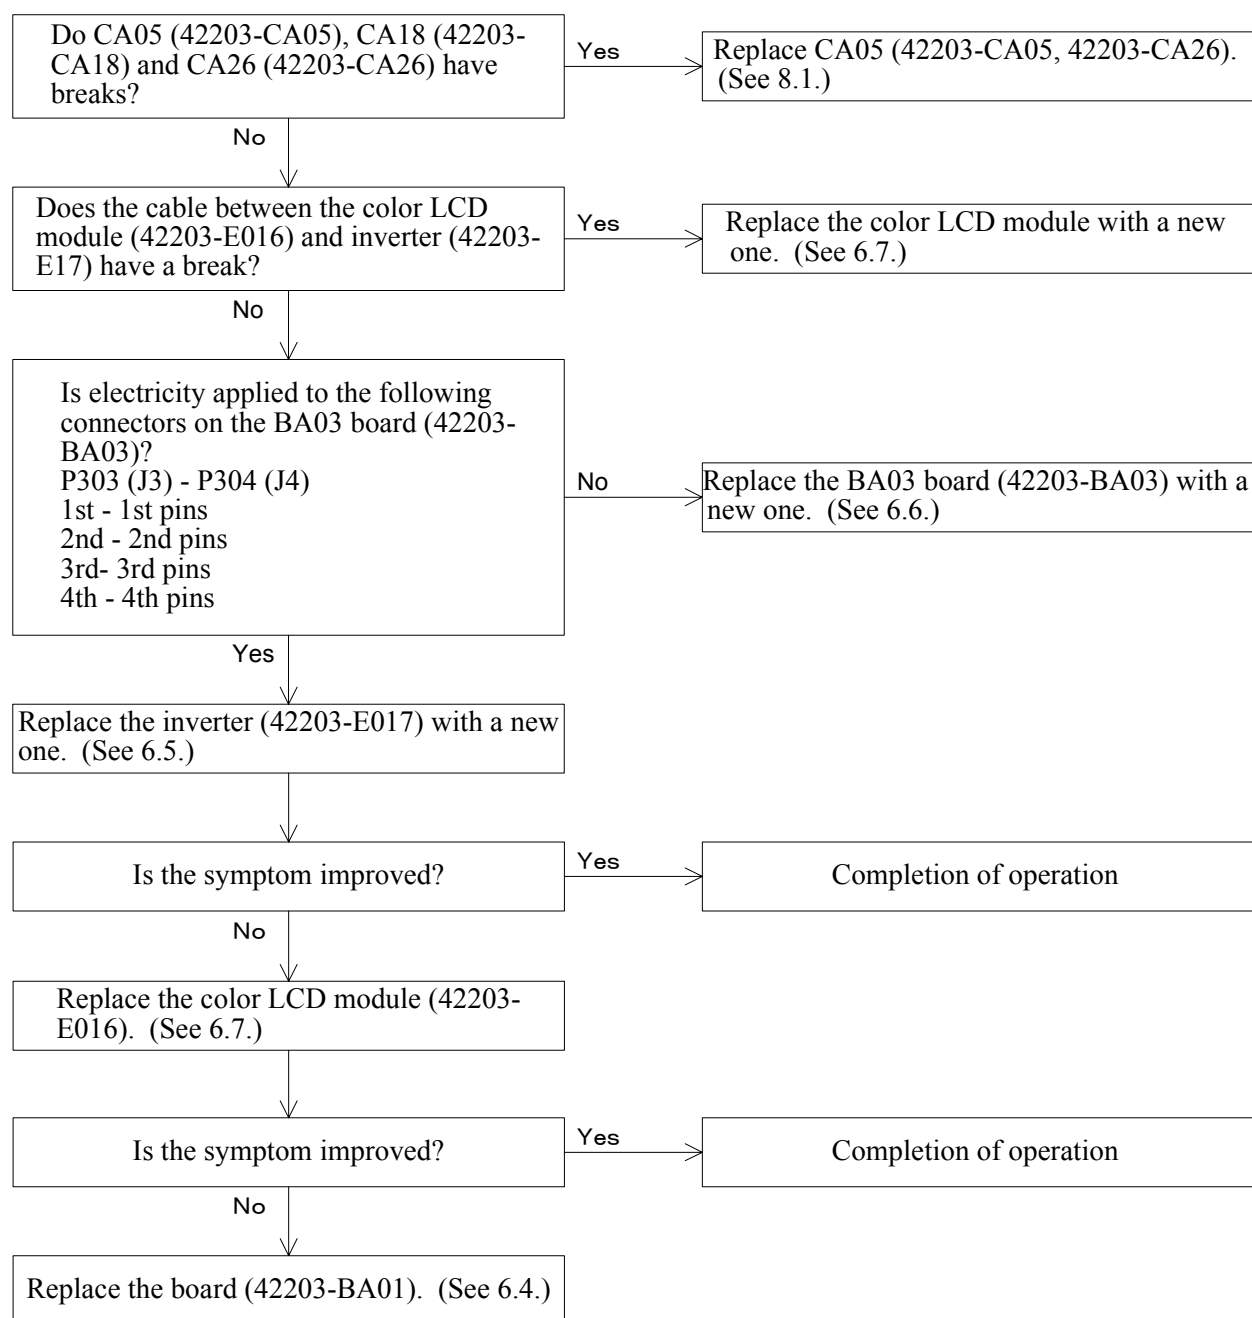 Do CA05 (42203-CA05), CA18 (42203-
CA18) and CA26 (42203-CA26) have
breaks?
Yes
Replace CA05 (42203-CA05, 42203-CA26).
(See 8.1.)
No
Does the cable between the color LCD
module (42203-E016) and inverter (42203-
E17) have a break?
Yes
Replace the color LCD module with a new
one. (See 6.7.)
No
Is electricity applied to the following
connectors on the BA03 board (42203-
BA03)?
P303 (J3) - P304 (J4)
1st - 1st pins
2nd - 2nd pins
3rd- 3rd pins
4th - 4th pins
No
Replace the BA03 board (42203-BA03) with a
new one. (See 6.6.)
Yes
Replace the inverter (42203-E017) with a new
one. (See 6.5.)
Is the symptom improved?
Yes
Completion of operation
No
Replace the color LCD module (42203-
E016). (See 6.7.)
Is the symptom improved?
Yes
Completion of operation
No
Replace the board (42203-BA01). (See 6.4.)